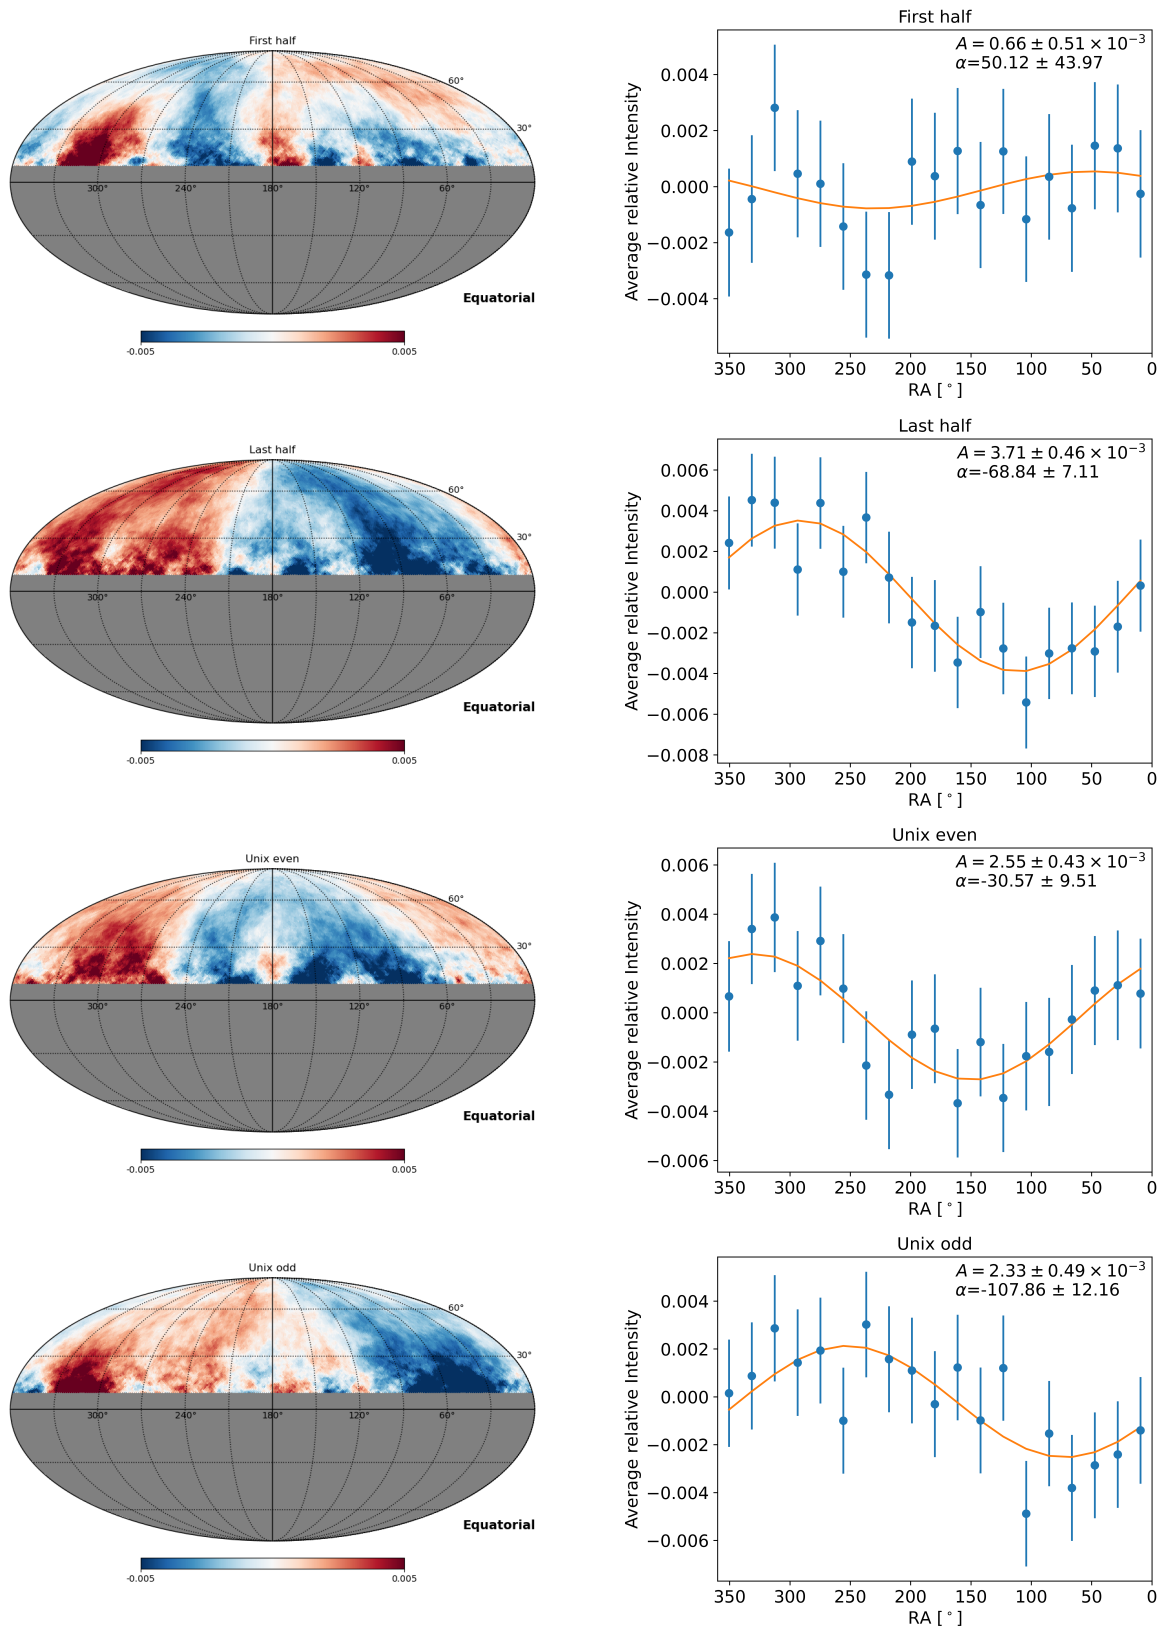 First half
60°
30°
300° 240° 180° 120° 60°
Equatorial
-0.005 0.005
First half
A = 0.66 ± 0.51 × 10⁻³
α=50.12 ± 43.97
Average relative Intensity
0.004
0.002
0.000
−0.002
−0.004
350 300 250 200 150 100 50 0
RA [°]
Last half
60°
30°
300° 240° 180° 120° 60°
Equatorial
-0.005 0.005
Last half
A = 3.71 ± 0.46 × 10⁻³
α=-68.84 ± 7.11
Average relative Intensity
0.006
0.004
0.002
0.000
−0.002
−0.004
−0.006
−0.008
350 300 250 200 150 100 50 0
RA [°]
Unix even
60°
30°
300° 240° 180° 120° 60°
Equatorial
-0.005 0.005
Unix even
A = 2.55 ± 0.43 × 10⁻³
α=-30.57 ± 9.51
Average relative Intensity
0.006
0.004
0.002
0.000
−0.002
−0.004
−0.006
350 300 250 200 150 100 50 0
RA [°]
Unix odd
60°
30°
300° 240° 180° 120° 60°
Equatorial
-0.005 0.005
Unix odd
A = 2.33 ± 0.49 × 10⁻³
α=-107.86 ± 12.16
Average relative Intensity
0.004
0.002
0.000
−0.002
−0.004
−0.006
350 300 250 200 150 100 50 0
RA [°]